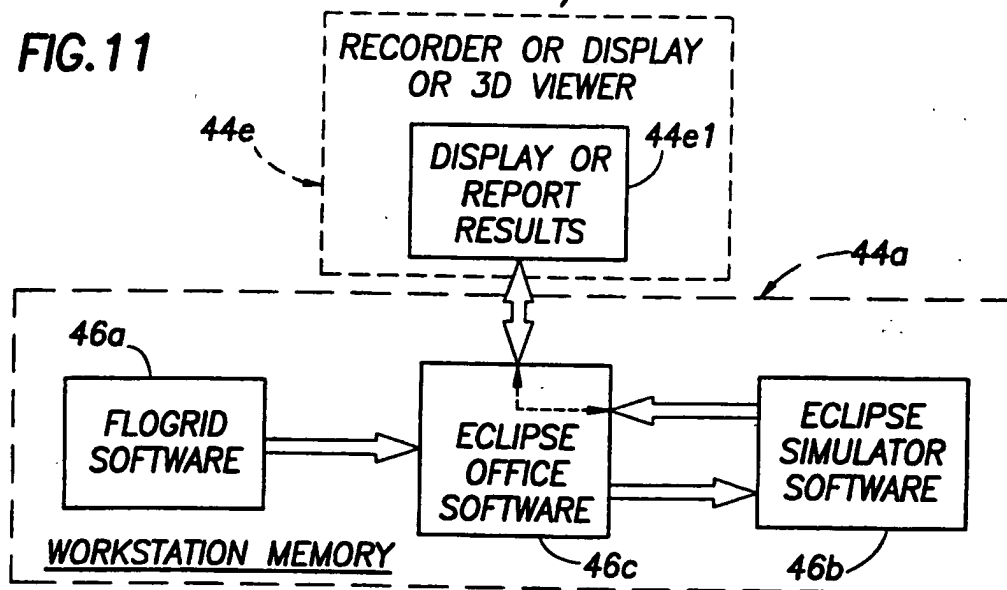 FIG.11
RECORDER OR DISPLAY
OR 3D VIEWER
44e
44e1
DISPLAY OR
REPORT
RESULTS
44a
46a
FLOGRID
SOFTWARE
ECLIPSE
OFFICE
SOFTWARE
ECLIPSE
SIMULATOR
SOFTWARE
WORKSTATION MEMORY
46c
46b